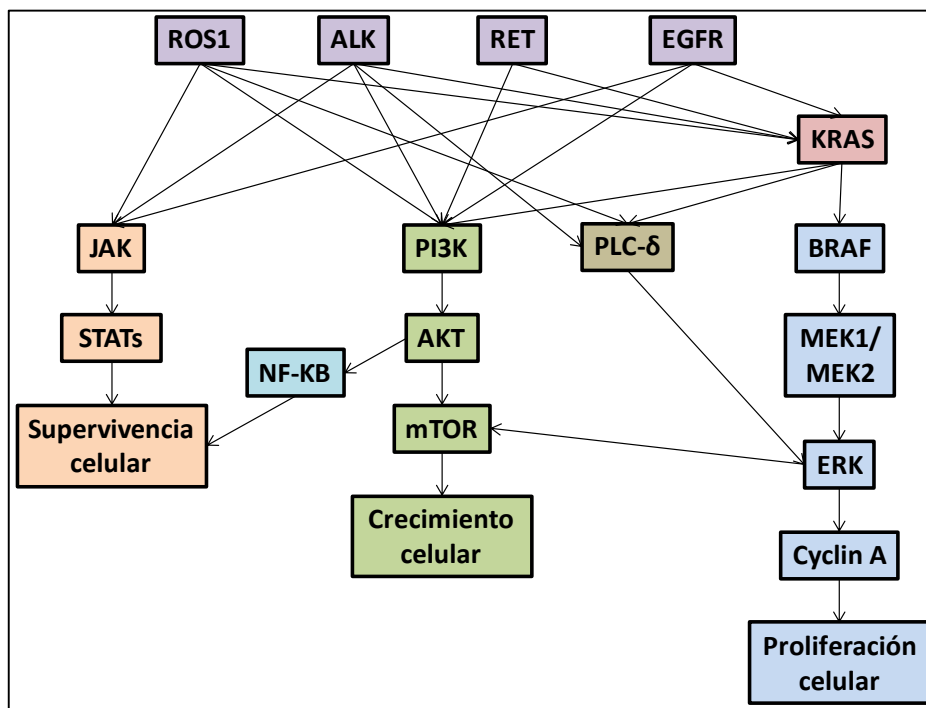 ROS1
ALK
RET
EGFR
KRAS
JAK
PI3K
PLC-δ
BRAF
STATs
AKT
MEK1/
MEK2
NF-KB
Supervivencia
celular
mTOR
ERK
Crecimiento
celular
Cyclin A
Proliferación
celular